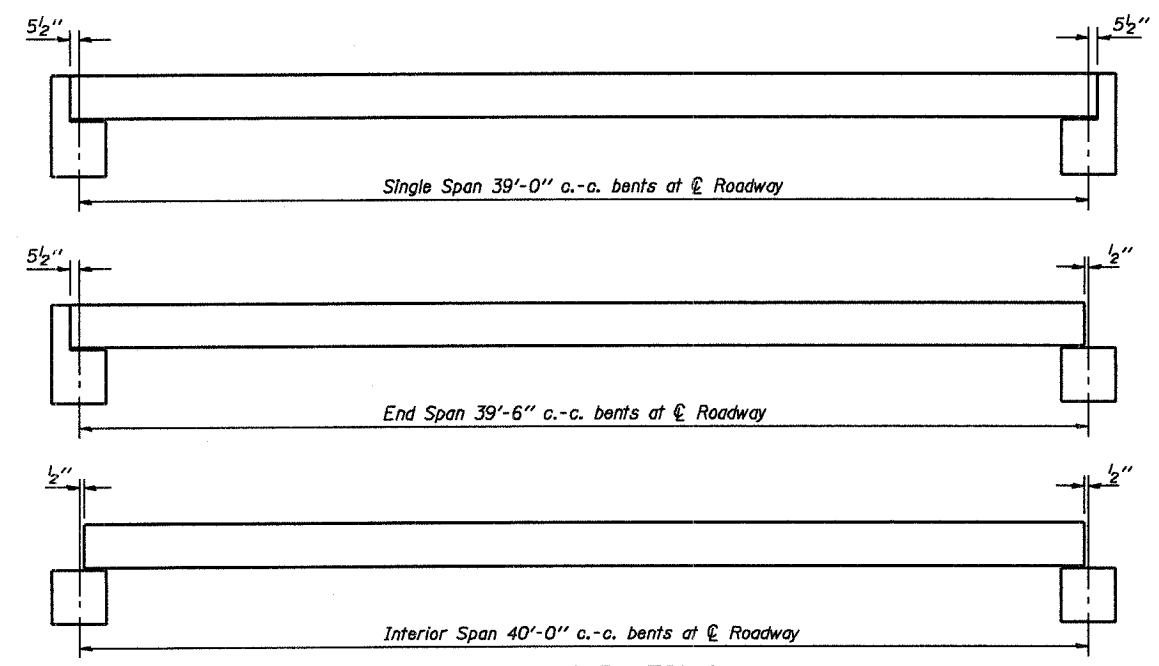 5½" 5½"
Single Span 39'-0" c.-c. bents at ℄ Roadway
5½" ½"
End Span 39'-6" c.-c. bents at ℄ Roadway
½" ½"
Interior Span 40'-0" c.-c. bents at ℄ Roadway